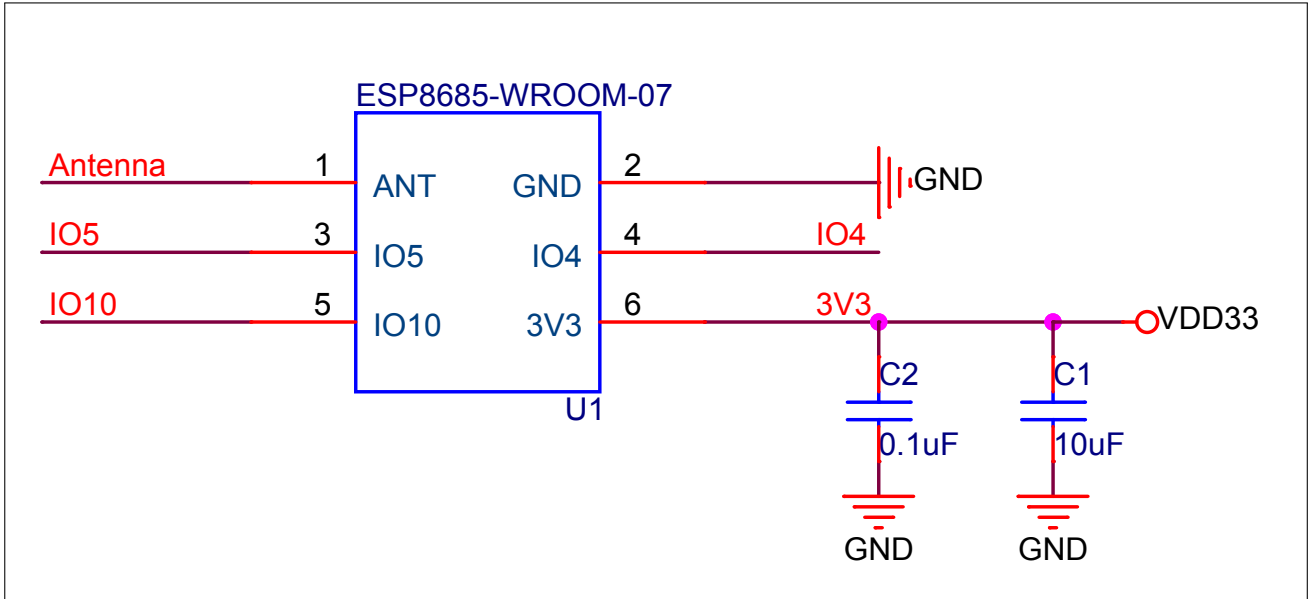 ESP8685-WROOM-07
Antenna 1 ANT GND 2 GND
IO5 3 IO5 IO4 4 IO4
IO10 5 IO10 3V3 6 3V3 VDD33
U1
C2 C1
0.1uF 10uF
GND GND